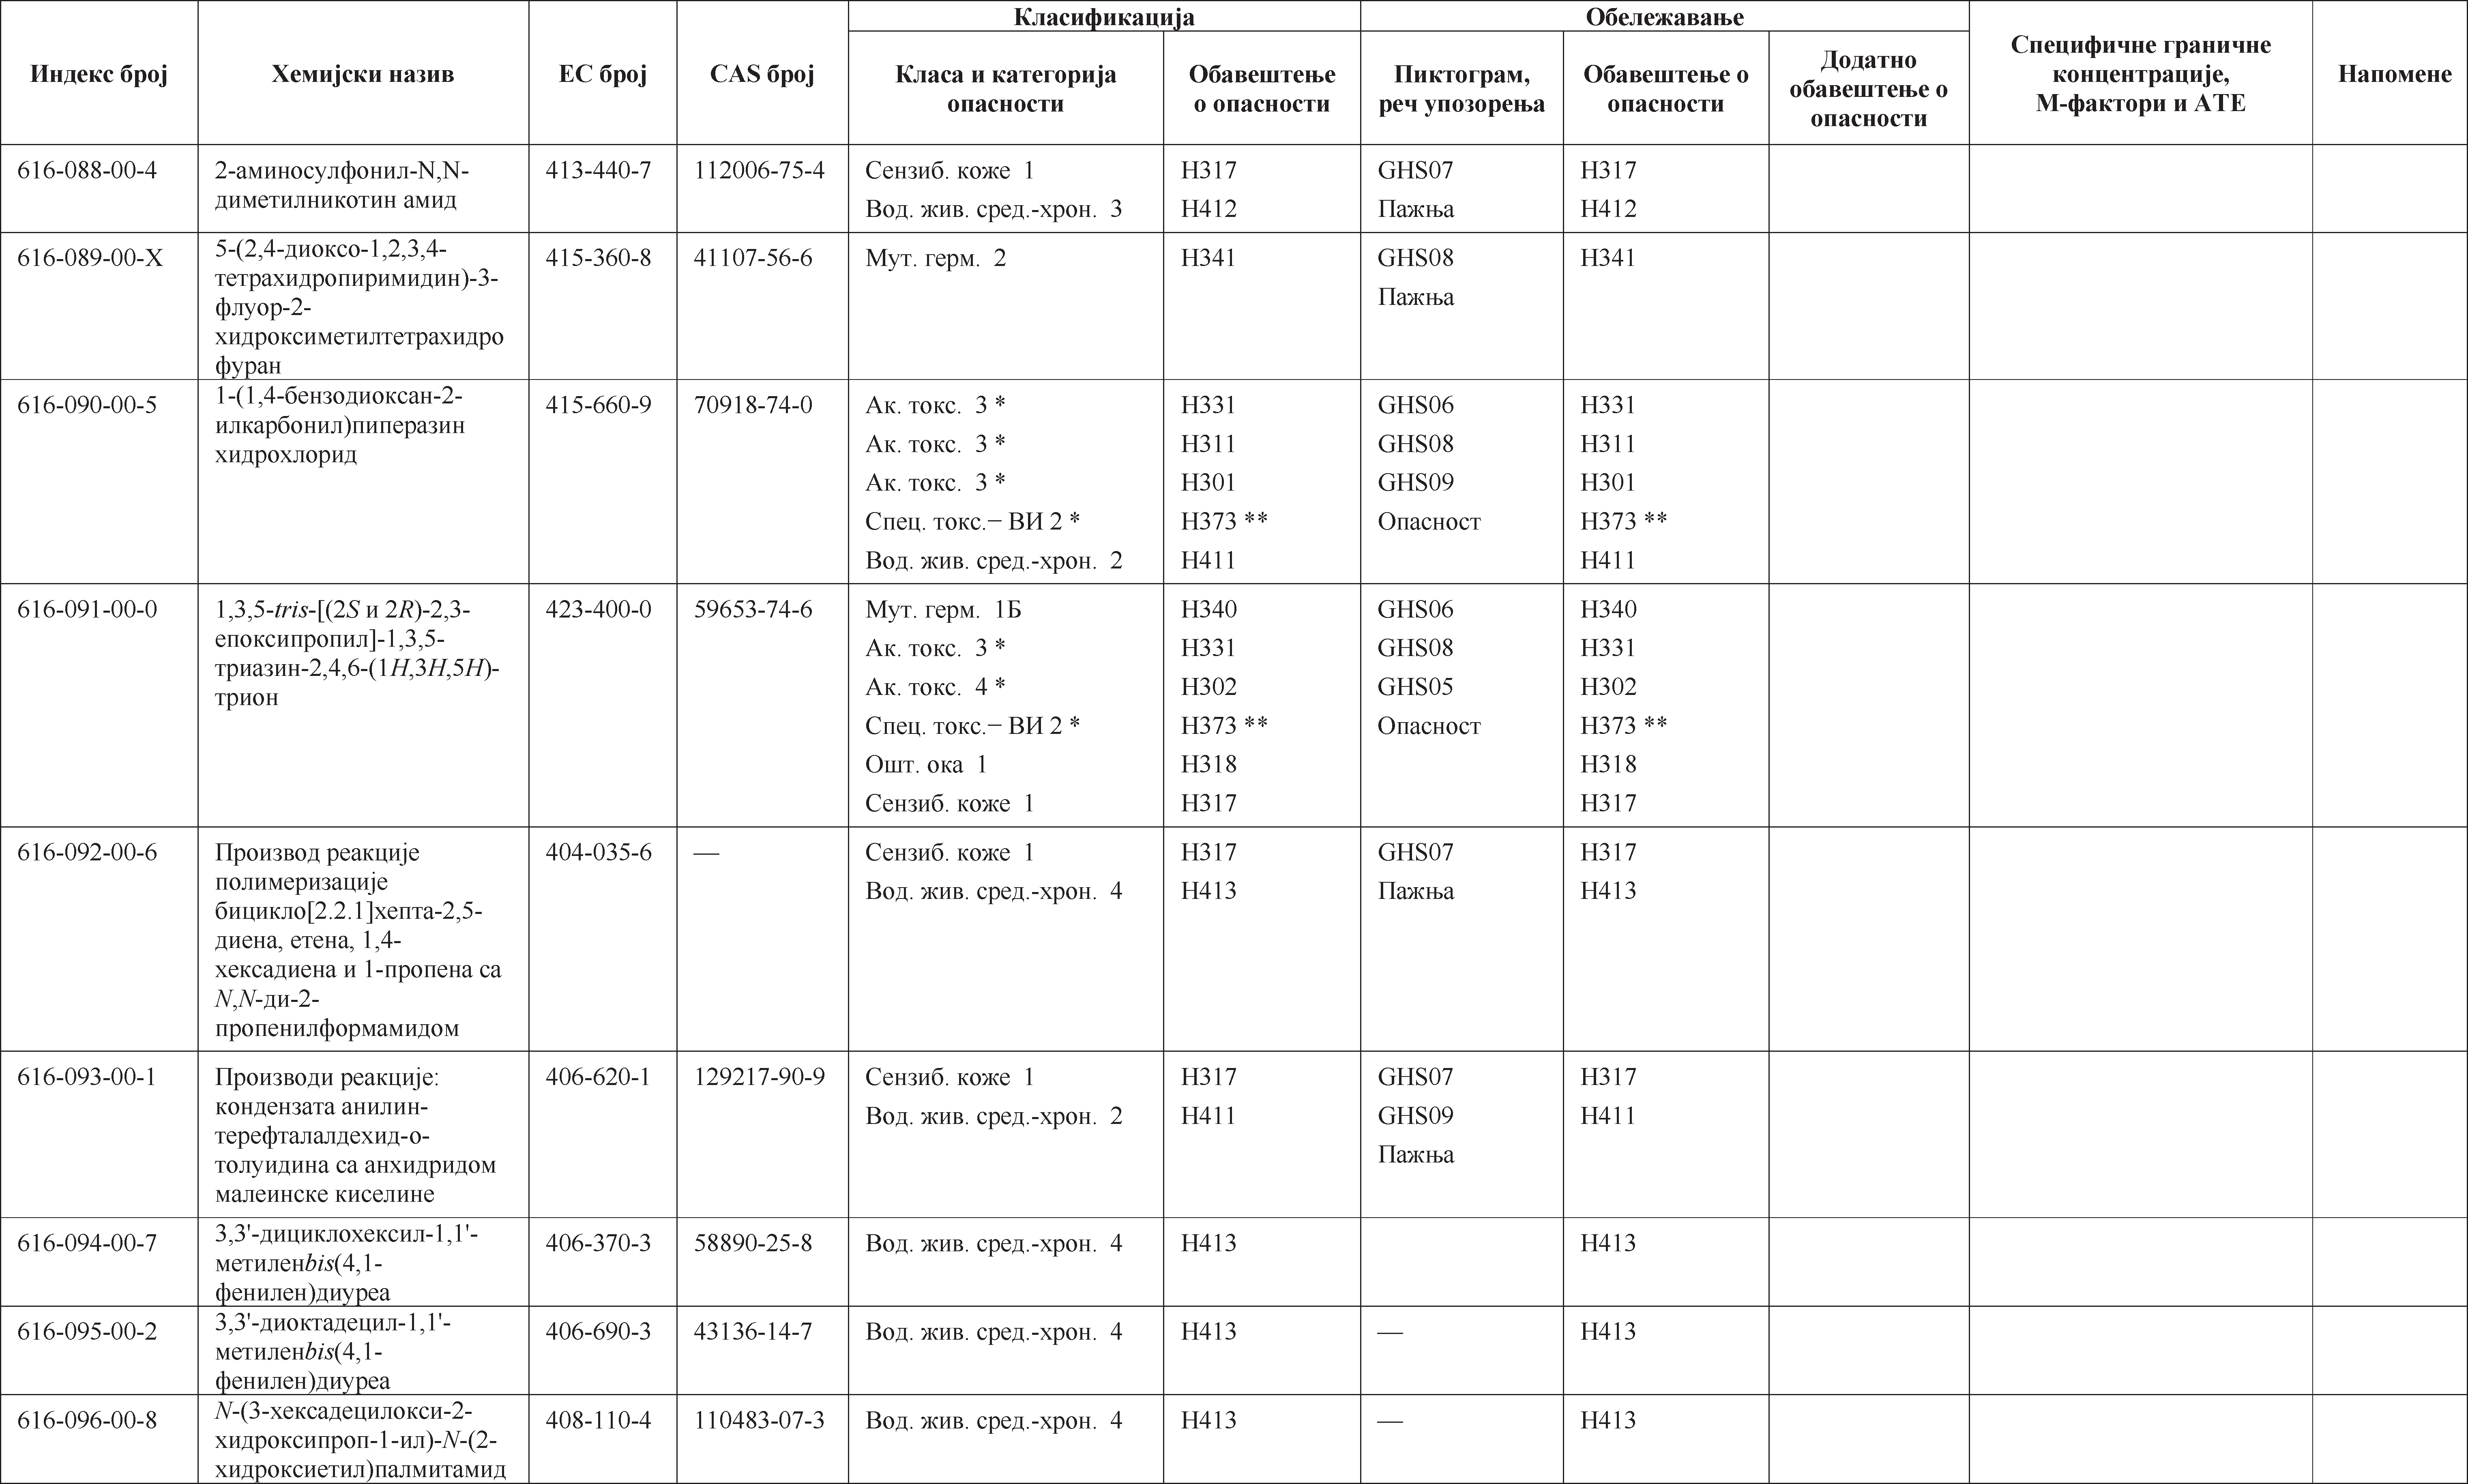 Класификација
Обележавање
Индекс број
Хемијски назив
ЕС број
CAS број
Класа и категорија
опасности
Обавештење
о опасности
Пиктограм,
реч упозорења
Обавештење о
опасности
Додатно
обавештење о
опасности
Специфичне граничне
концентрације,
М-фактори и АТЕ
Напомене
616-088-00-4
2-аминосулфонил-N,N-
диметилникотин амид
413-440-7
112006-75-4
Сензиб. коже 1
Вод. жив. сред.-хрон. 3
H317
H412
GHS07
Пажња
H317
H412
616-089-00-X
5-(2,4-диоксо-1,2,3,4-
тетрахидропиримидин)-3-
флуор-2-
хидроксиметилтетрахидро
фуран
415-360-8
41107-56-6
Мут. герм. 2
H341
GHS08
Пажња
H341
616-090-00-5
1-(1,4-бензодиоксан-2-
илкарбонил)пиперазин
хидрохлорид
415-660-9
70918-74-0
Ак. токс. 3 *
Ак. токс. 3 *
Ак. токс. 3 *
Спец. токс.− ВИ 2 *
Вод. жив. сред.-хрон. 2
H331
H311
H301
H373 **
H411
GHS06
GHS08
GHS09
Опасност
H331
H311
H301
H373 **
H411
616-091-00-0
1,3,5-tris-[(2S и 2R)-2,3-
епоксипропил]-1,3,5-
триазин-2,4,6-(1H,3H,5H)-
трион
423-400-0
59653-74-6
Мут. герм. 1Б
Ак. токс. 3 *
Ак. токс. 4 *
Спец. токс.− ВИ 2 *
Ошт. ока 1
Сензиб. коже 1
H340
H331
H302
H373 **
H318
H317
GHS06
GHS08
GHS05
Опасност
H340
H331
H302
H373 **
H318
H317
616-092-00-6
Производ реакције
полимеризације
бицикло[2.2.1]хепта-2,5-
диена, етена, 1,4-
хексадиена и 1-пропена са
N,N-ди-2-
пропенилформамидом
404-035-6
—
Сензиб. коже 1
Вод. жив. сред.-хрон. 4
H317
H413
GHS07
Пажња
H317
H413
616-093-00-1
Производи реакције:
кондензата анилин-
терефталалдехид-о-
толуидина са анхидридом
малеинске киселине
406-620-1
129217-90-9
Сензиб. коже 1
Вод. жив. сред.-хрон. 2
H317
H411
GHS07
GHS09
Пажња
H317
H411
616-094-00-7
3,3'-дициклохексил-1,1'-
метиленbis(4,1-
фенилен)диуреа
406-370-3
58890-25-8
Вод. жив. сред.-хрон. 4
H413
H413
616-095-00-2
3,3'-диоктадецил-1,1'-
метиленbis(4,1-
фенилен)диуреа
406-690-3
43136-14-7
Вод. жив. сред.-хрон. 4
H413
—
H413
616-096-00-8
N-(3-хексадецилокси-2-
хидроксипроп-1-ил)-N-(2-
хидроксиетил)палмитамид
408-110-4
110483-07-3
Вод. жив. сред.-хрон. 4
H413
—
H413